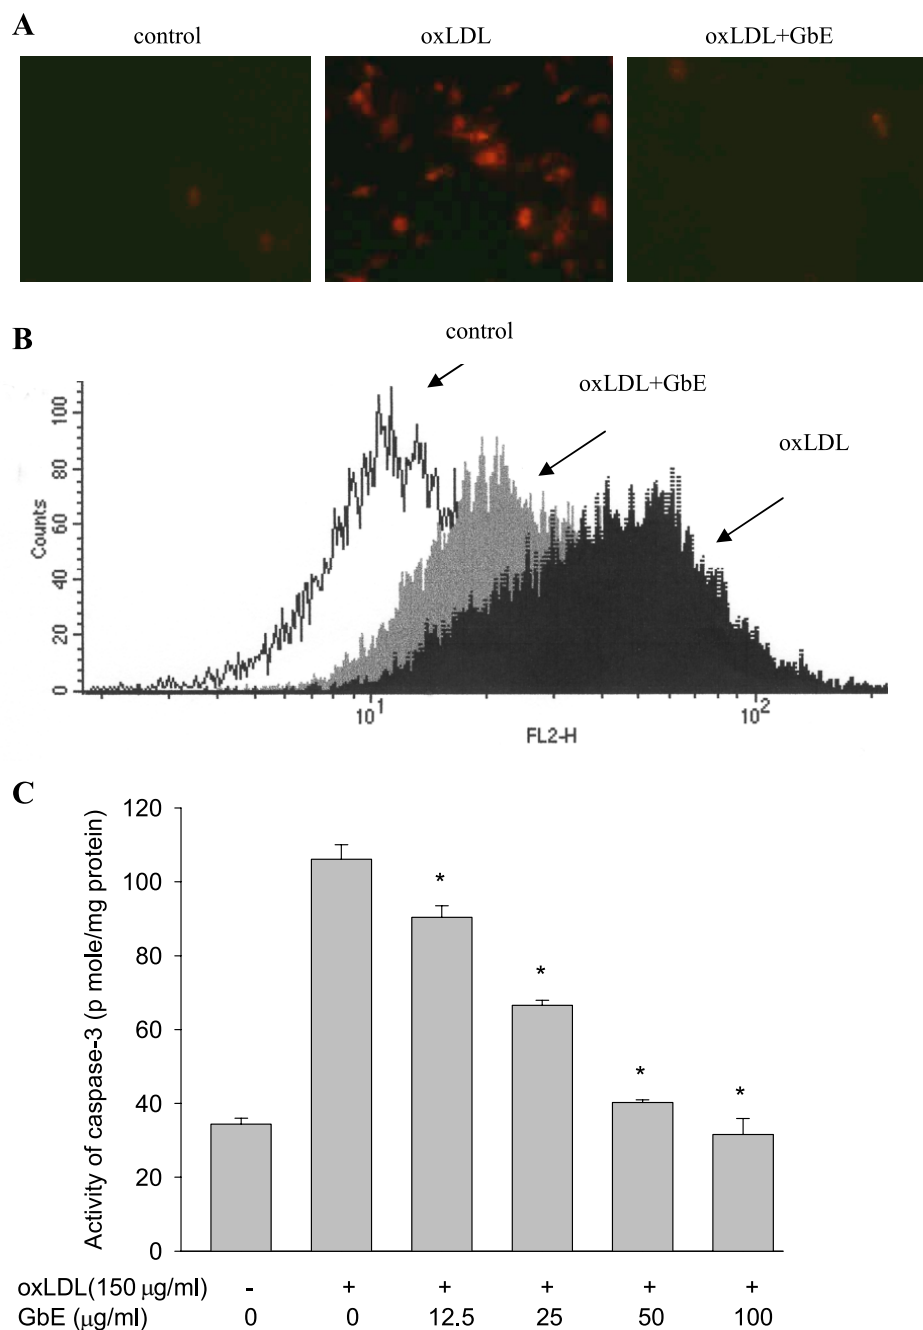 A
control oxLDL oxLDL+GbE
B
control
oxLDL+GbE
oxLDL
Counts
100
80
60
40
20
0
10¹ 10²
FL2-H
C
Activity of caspase-3 (p mole/mg protein)
120
100
80
60
40
20
0
*
*
*
*
oxLDL(150 µg/ml) - + + + + +
GbE (µg/ml) 0 0 12.5 25 50 100